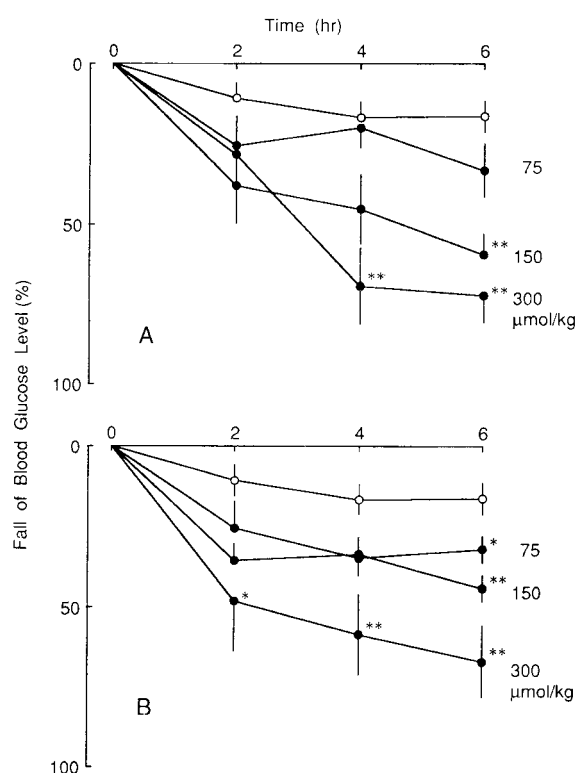 Time (hr)
0 2 4 6
0
75
50
** 150
**
** 300
μmol/kg
A
100
Fall of Blood Glucose Level (%)
0 2 4 6
0
* 75
** 150
50
*
**
** 300
μmol/kg
B
100